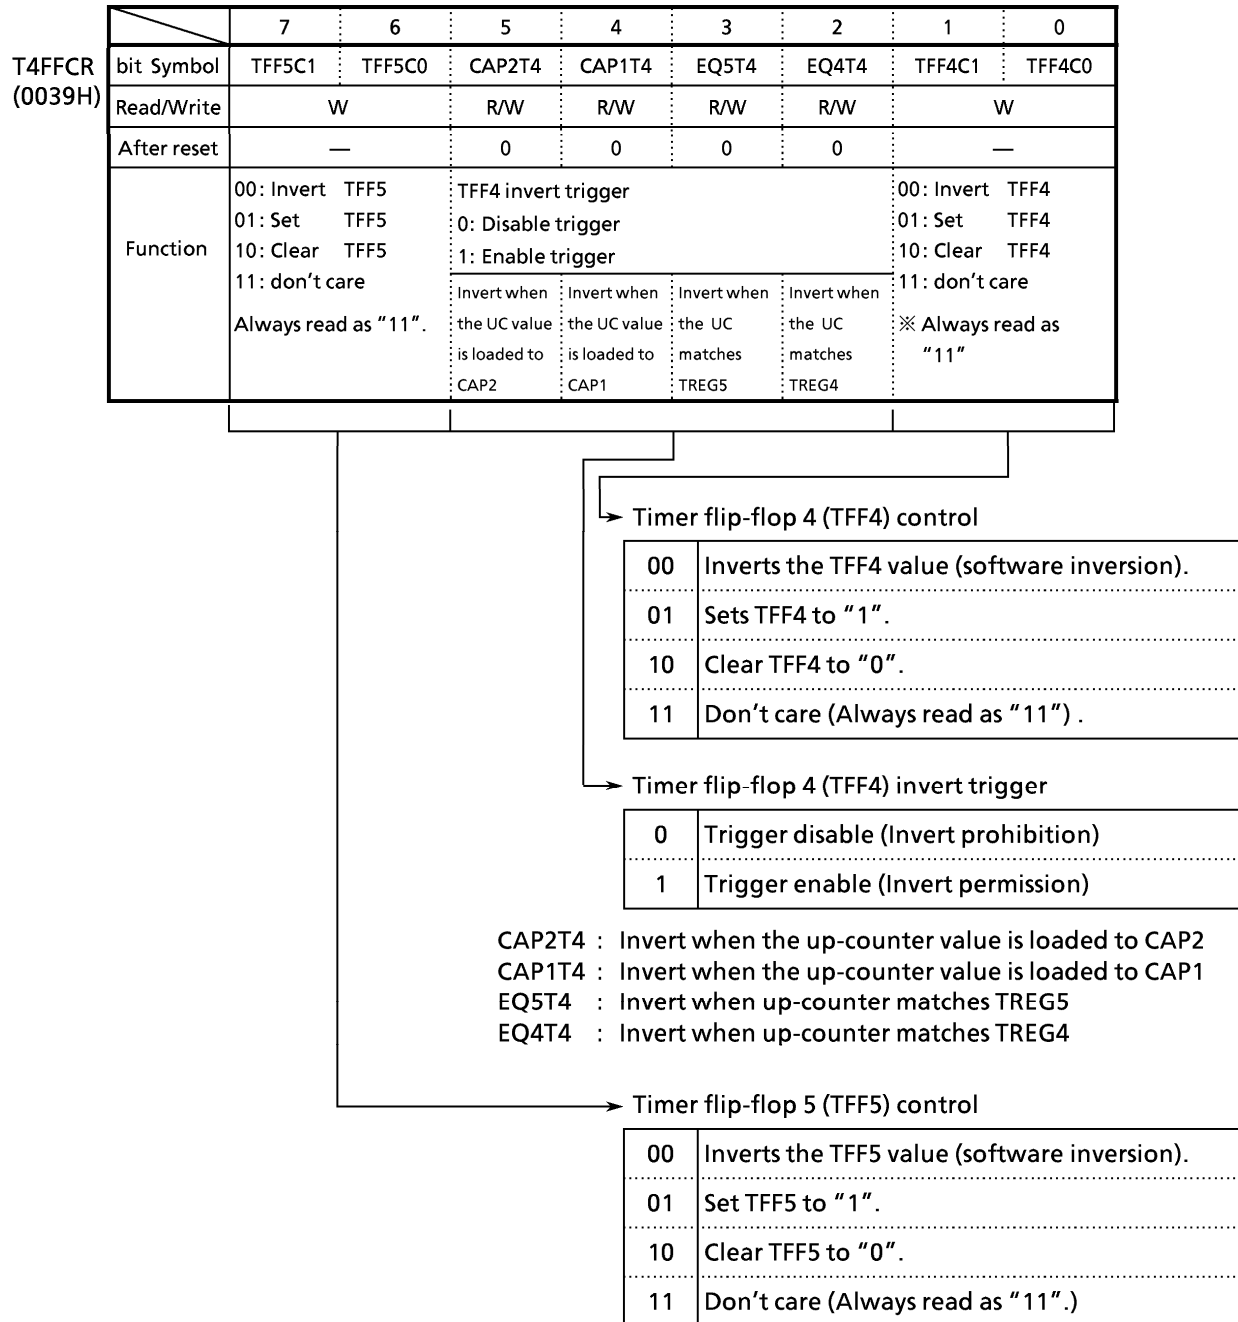 7 6 5 4 3 2 1 0
T4FFCR
(0039H)
bit Symbol TFF5C1 TFF5C0 CAP2T4 CAP1T4 EQ5T4 EQ4T4 TFF4C1 TFF4C0
Read/Write W R/W R/W R/W R/W W
After reset — 0 0 0 0 —
Function
00: Invert TFF5
01: Set TFF5
10: Clear TFF5
11: don't care
Always read as "11".
TFF4 invert trigger
0: Disable trigger
1: Enable trigger
Invert when
the UC value
is loaded to
CAP2
Invert when
the UC value
is loaded to
CAP1
Invert when
the UC
matches
TREG5
Invert when
the UC
matches
TREG4
00: Invert TFF4
01: Set TFF4
10: Clear TFF4
11: don't care
※ Always read as
"11"
Timer flip-flop 4 (TFF4) control
00 Inverts the TFF4 value (software inversion).
01 Sets TFF4 to "1".
10 Clear TFF4 to "0".
11 Don't care (Always read as "11") .
Timer flip-flop 4 (TFF4) invert trigger
0 Trigger disable (Invert prohibition)
1 Trigger enable (Invert permission)
CAP2T4 : Invert when the up-counter value is loaded to CAP2
CAP1T4 : Invert when the up-counter value is loaded to CAP1
EQ5T4 : Invert when up-counter matches TREG5
EQ4T4 : Invert when up-counter matches TREG4
Timer flip-flop 5 (TFF5) control
00 Inverts the TFF5 value (software inversion).
01 Set TFF5 to "1".
10 Clear TFF5 to "0".
11 Don't care (Always read as "11".)